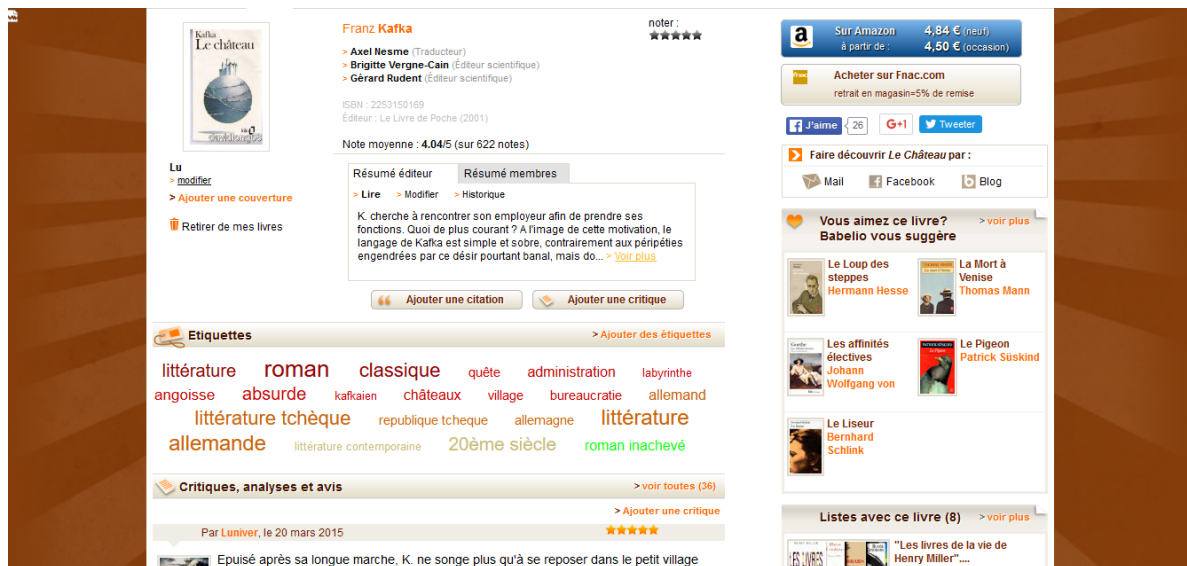 Kafka
Le château
davidlong68
Lu
> modifier
> Ajouter une couverture
Retirer de mes livres
Franz Kafka
> Axel Nesme (Traducteur)
> Brigitte Vergne-Cain (Éditeur scientifique)
> Gérard Rudent (Éditeur scientifique)
ISBN : 2253150169
Éditeur : Le Livre de Poche (2001)
noter :
Note moyenne : 4.04/5 (sur 622 notes)
Résumé éditeur
Résumé membres
> Lire > Modifier > Historique
K. cherche à rencontrer son employeur afin de prendre ses
fonctions. Quoi de plus courant ? A l'image de cette motivation, le
langage de Kafka est simple et sobre, contrairement aux péripéties
engendrées par ce désir pourtant banal, mais do... > Voir plus
Ajouter une citation
Ajouter une critique
Etiquettes
> Ajouter des étiquettes
littérature roman classique quête administration labyrinthe
angoisse absurde kafkaien châteaux village bureaucratie allemand
littérature tchèque republique tcheque allemagne littérature
allemande littérature contemporaine 20ème siècle roman inachevé
Critiques, analyses et avis
> voir toutes (36)
> Ajouter une critique
Par Luniver, le 20 mars 2015
Epuisé après sa longue marche, K. ne songe plus qu'à se reposer dans le petit village
a
Sur Amazon 4,84 € (neuf)
à partir de : 4,50 € (occasion)
fnac
Acheter sur Fnac.com
retrait en magasin=5% de remise
J'aime 26
G+1
Tweeter
Faire découvrir Le Château par :
Mail
Facebook
Blog
Vous aimez ce livre?
Babelio vous suggère
> voir plus
Le Loup des
steppes
Hermann Hesse
La Mort à
Venise
Thomas Mann
Les affinités
électives
Johann
Wolfgang von
Le Pigeon
Patrick Süskind
Le Liseur
Bernhard
Schlink
Listes avec ce livre (8)
> voir plus
"Les livres de la vie de
Henry Miller"....